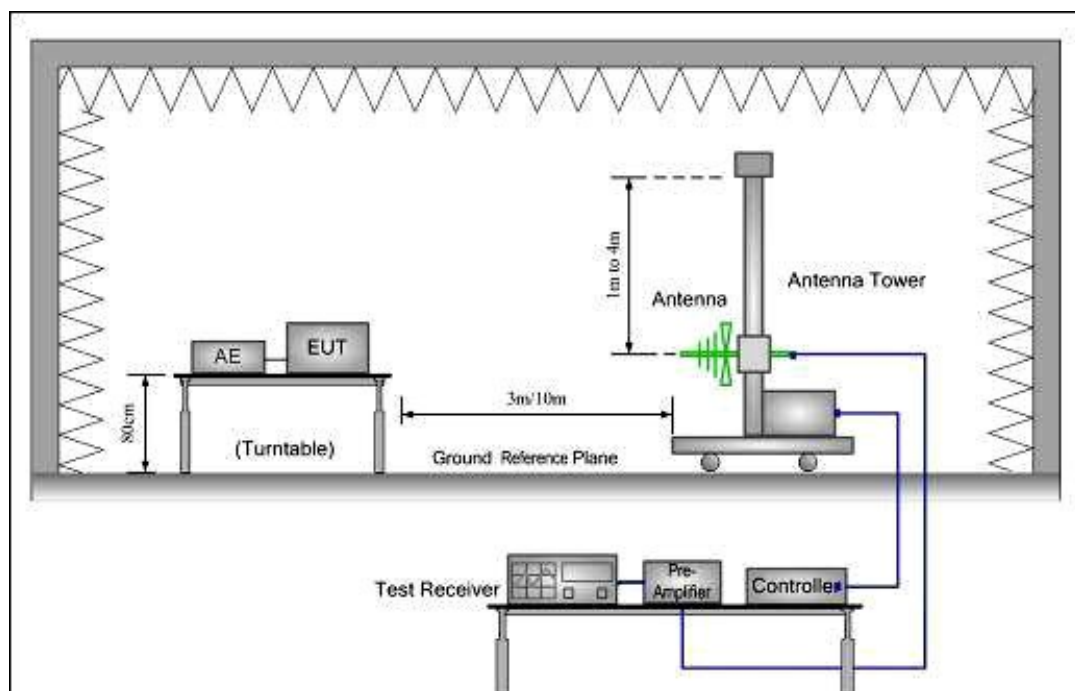 1m to 4m
Antenna Tower
Antenna
EUT
AE
80cm
3m/10m
(Turntable)
Ground Reference Plane
Test Receiver
Pre-
Amplifier
Controller